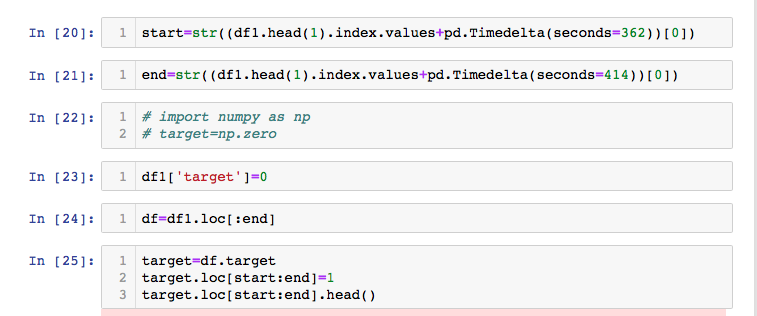 In [20]: 1 start=str((df1.head(1).index.values+pd.Timedelta(seconds=362))[0])
In [21]: 1 end=str((df1.head(1).index.values+pd.Timedelta(seconds=414))[0])
In [22]: 1 # import numpy as np
2 # target=np.zero
In [23]: 1 df1['target']=0
In [24]: 1 df=df1.loc[:end]
In [25]: 1 target=df.target
2 target.loc[start:end]=1
3 target.loc[start:end].head()